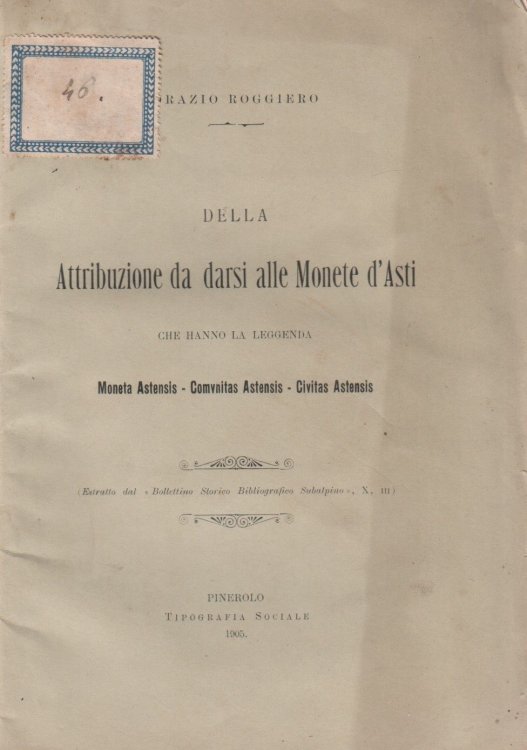 46.
RAZIO ROGGIERO
DELLA
Attribuzione da darsi alle Monete d'Asti
CHE HANNO LA LEGGENDA
Moneta Astensis - Comvnitas Astensis - Civitas Astensis
(Estratto dal « Bollettino Storico Bibliografico Subalpino », X, III)
PINEROLO
TIPOGRAFIA SOCIALE
1905.